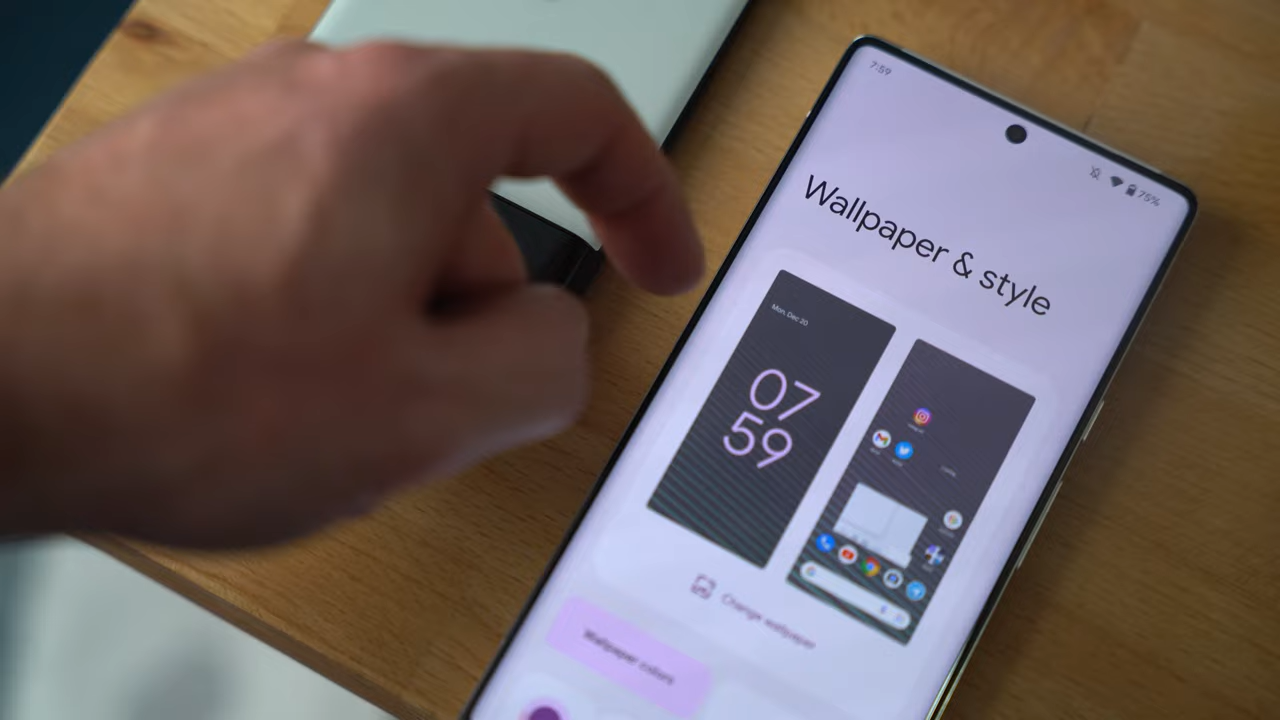 7:59
75%
Wallpaper & style
Mon, Dec 20
07
59
Change wallpaper
Wallpaper colors